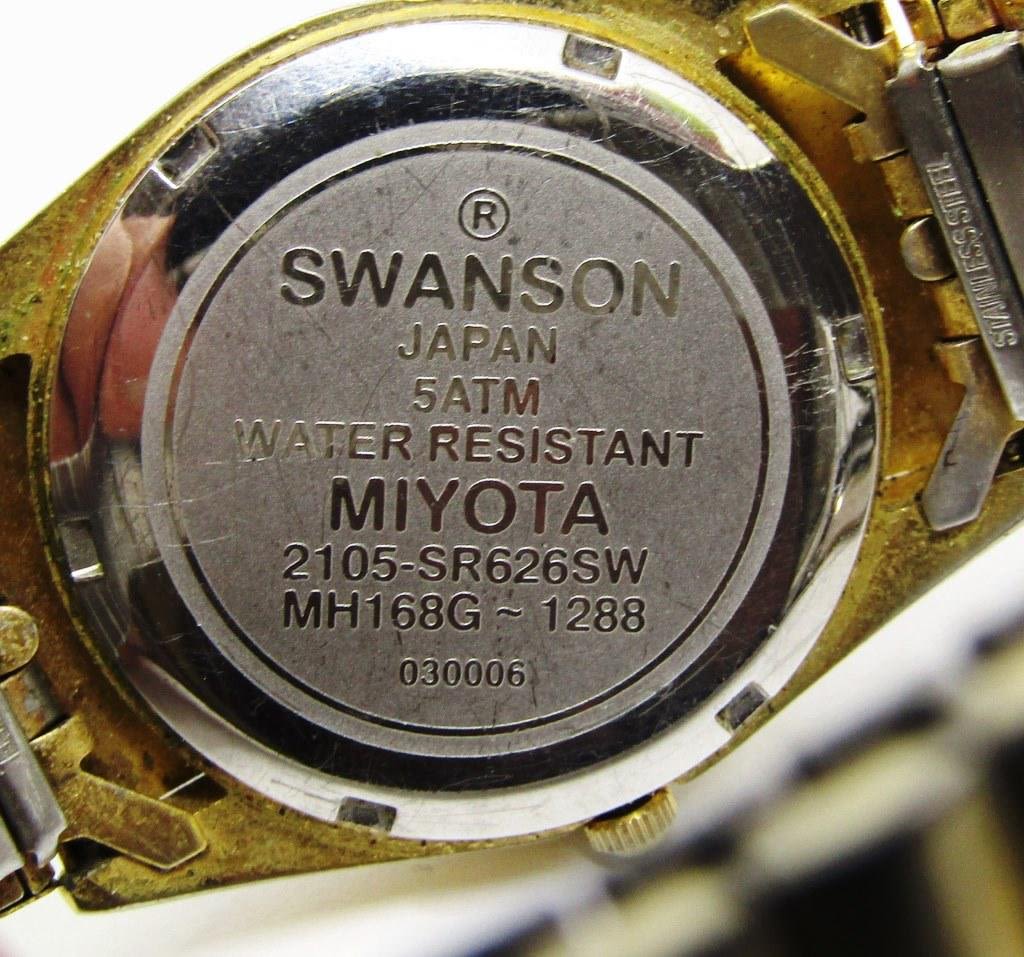 ®
SWANSON
JAPAN
5ATM
WATER RESISTANT
MIYOTA
2105-SR626SW
MH168G ~ 1288
030006
STAINLESS STEEL